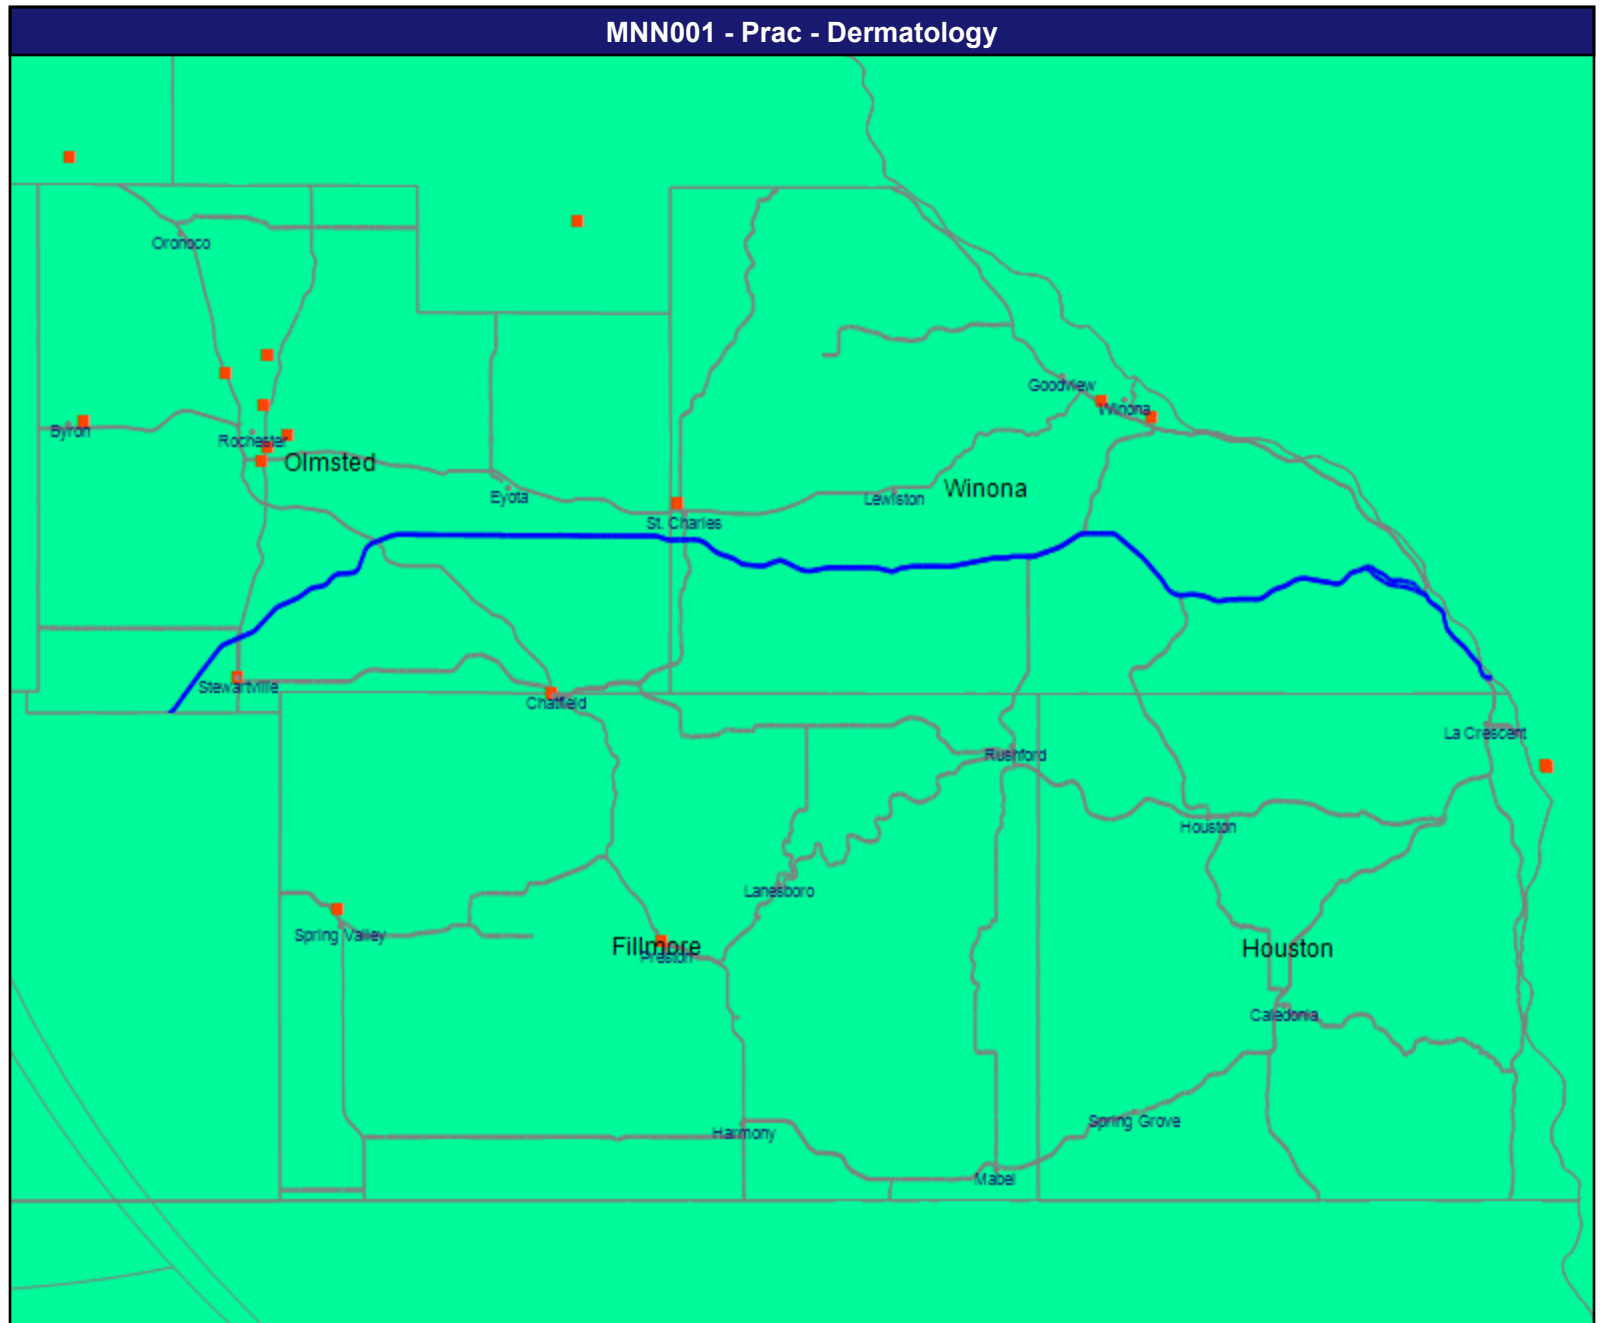 MNN001 - Prac - Dermatology
Oronoco
Goodview
Winona
Byron
Rochester
Olmsted
Eyota
Lewiston
Winona
St. Charles
Stewartville
Chatfield
La Crescent
Rushford
Houston
Lanesboro
Spring Valley
Fillmore
Preston
Houston
Caledonia
Spring Grove
Harmony
Mabel